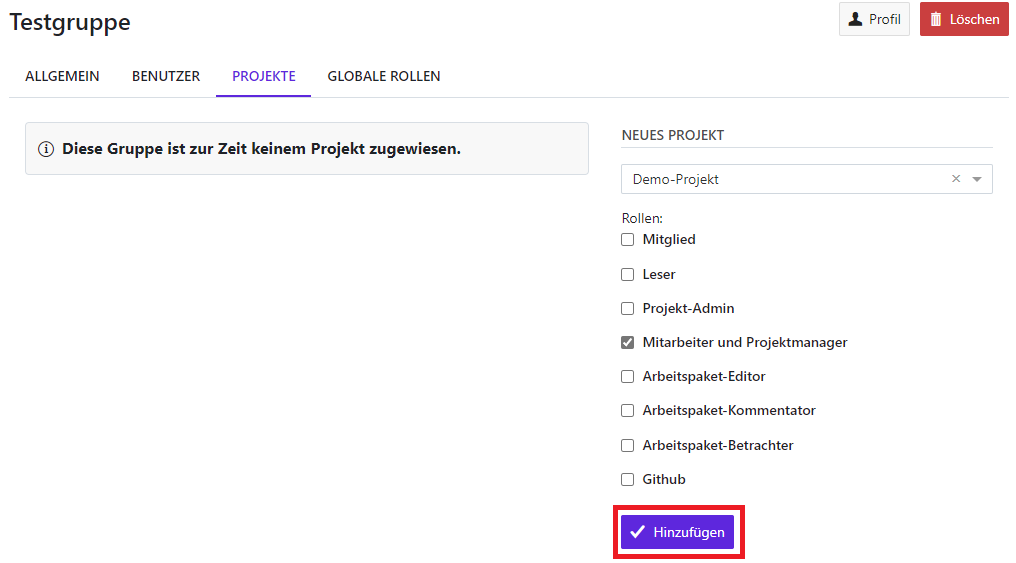 Testgruppe
Profil
Löschen
ALLGEMEIN
BENUTZER
PROJEKTE
GLOBALE ROLLEN
Diese Gruppe ist zur Zeit keinem Projekt zugewiesen.
NEUES PROJEKT
Demo-Projekt
Rollen:
Mitglied
Leser
Projekt-Admin
Mitarbeiter und Projektmanager
Arbeitspaket-Editor
Arbeitspaket-Kommentator
Arbeitspaket-Betrachter
Github
Hinzufügen